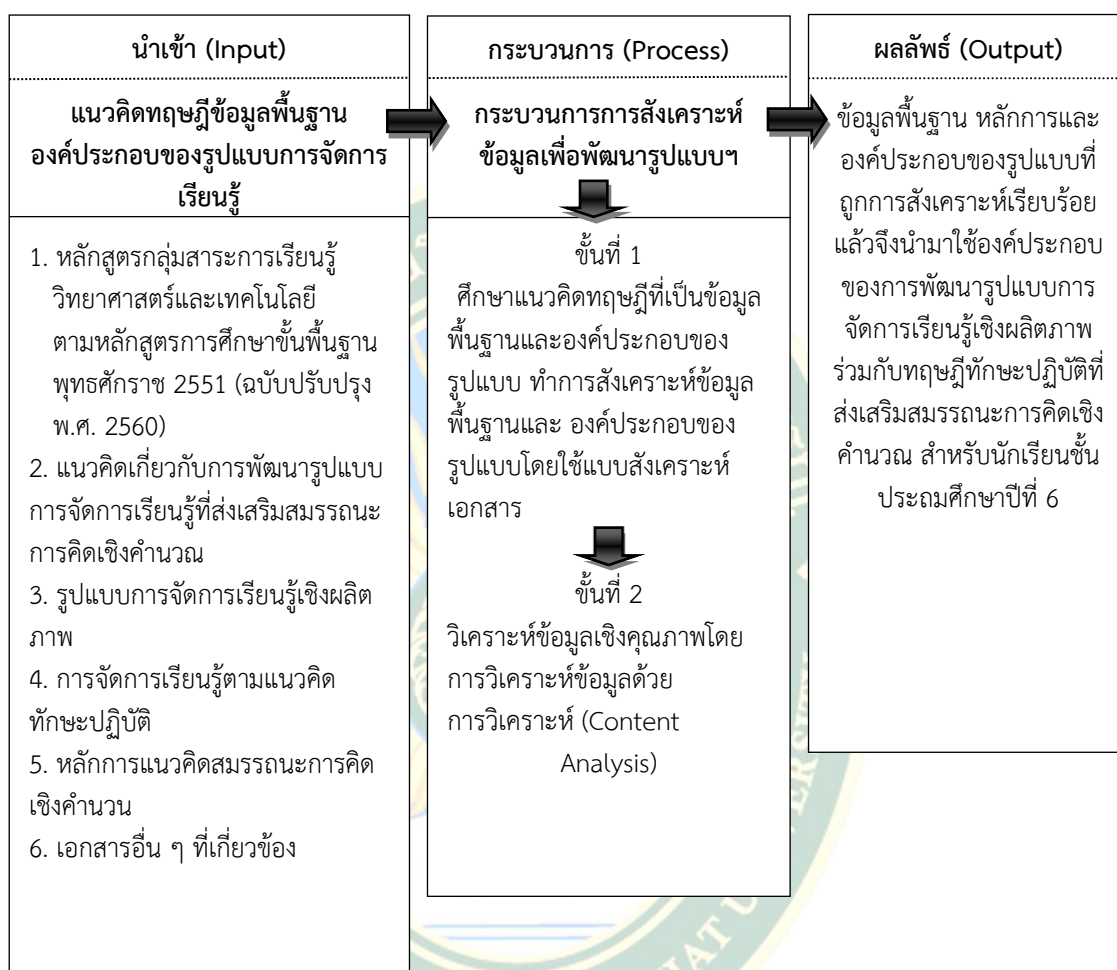 นำเข้า (Input)
แนวคิดทฤษฎีข้อมูลพื้นฐาน
องค์ประกอบของรูปแบบการจัดการ
เรียนรู้
1. หลักสูตรกลุ่มสาระการเรียนรู้
วิทยาศาสตร์และเทคโนโลยี
ตามหลักสูตรการศึกษาขั้นพื้นฐาน
พุทธศักราช 2551 (ฉบับปรับปรุง
พ.ศ. 2560)
2. แนวคิดเกี่ยวกับการพัฒนารูปแบบ
การจัดการเรียนรู้ที่ส่งเสริมสมรรถนะ
การคิดเชิงคำนวณ
3. รูปแบบการจัดการเรียนรู้เชิงผลิต
ภาพ
4. การจัดการเรียนรู้ตามแนวคิด
ทักษะปฏิบัติ
5. หลักการแนวคิดสมรรถนะการคิด
เชิงคำนวน
6. เอกสารอื่น ๆ ที่เกี่ยวข้อง
กระบวนการ (Process)
กระบวนการการสังเคราะห์
ข้อมูลเพื่อพัฒนารูปแบบฯ
ขั้นที่ 1
ศึกษาแนวคิดทฤษฎีที่เป็นข้อมูล
พื้นฐานและองค์ประกอบของ
รูปแบบ ทำการสังเคราะห์ข้อมูล
พื้นฐานและ องค์ประกอบของ
รูปแบบโดยใช้แบบสังเคราะห์
เอกสาร
ขั้นที่ 2
วิเคราะห์ข้อมูลเชิงคุณภาพโดย
การวิเคราะห์ข้อมูลด้วย
การวิเคราะห์ (Content
Analysis)
ผลลัพธ์ (Output)
ข้อมูลพื้นฐาน หลักการและ
องค์ประกอบของรูปแบบที่
ถูกการสังเคราะห์เรียบร้อย
แล้วจึงนำมาใช้องค์ประกอบ
ของการพัฒนารูปแบบการ
จัดการเรียนรู้เชิงผลิตภาพ
ร่วมกับทฤษฎีทักษะปฏิบัติที่
ส่งเสริมสมรรถนะการคิดเชิง
คำนวณ สำหรับนักเรียนชั้น
ประถมศึกษาปีที่ 6